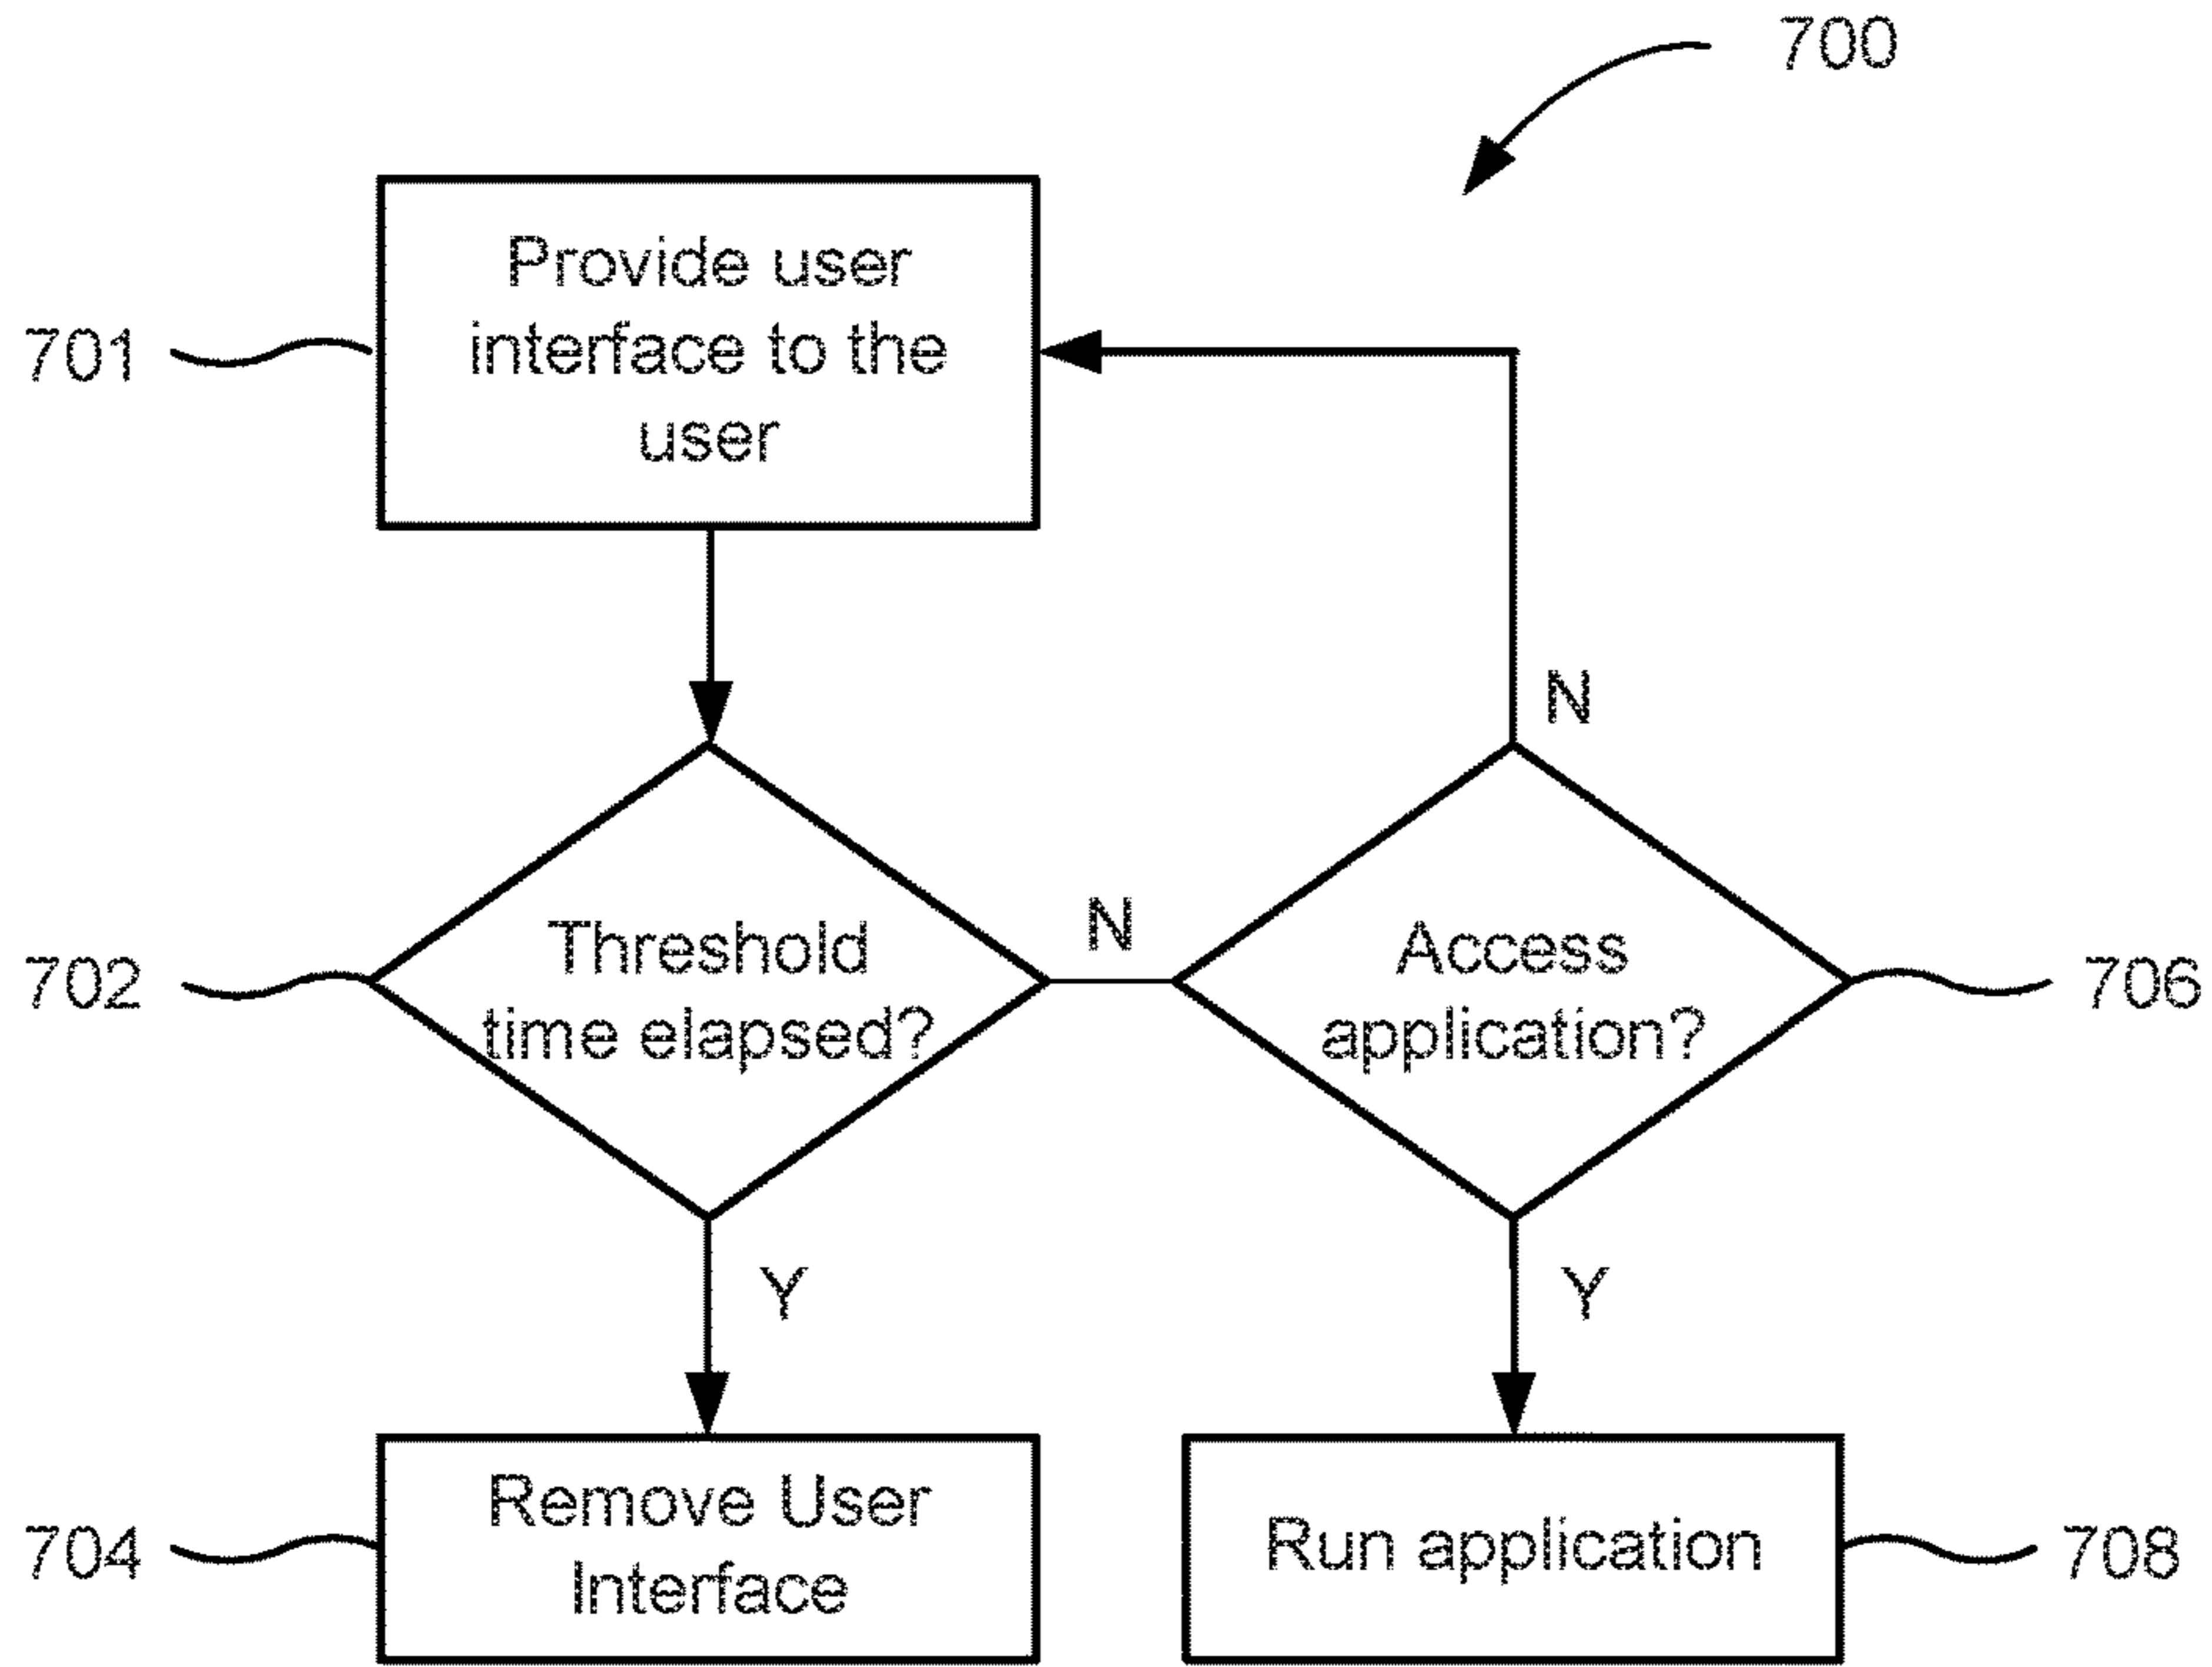 700
Provide user
interface to the
user
701
N
Threshold
time elapsed?
702
N
Access
application?
706
Y
Y
Remove User
Interface
704
Run application
708